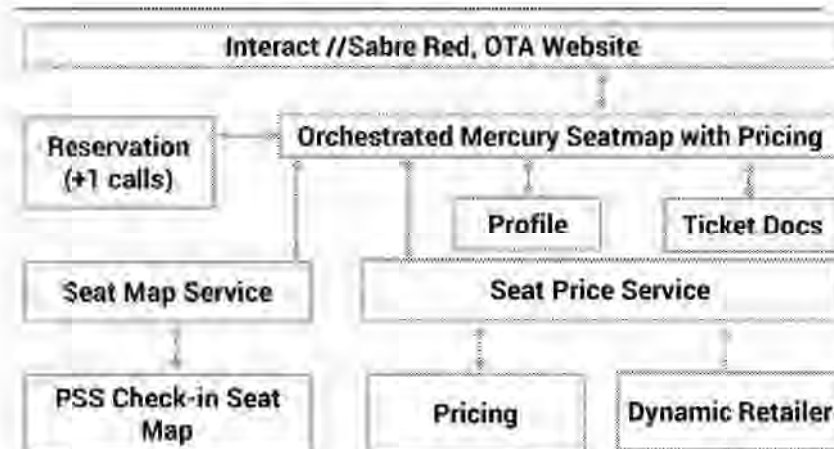 Interact //Sabre Red, OTA Website
Reservation
(+1 calls)
Orchestrated Mercury Seatmap with Pricing
Profile
Ticket Docs
Seat Map Service
Seat Price Service
PSS Check-in Seat
Map
Pricing
Dynamic Retailer